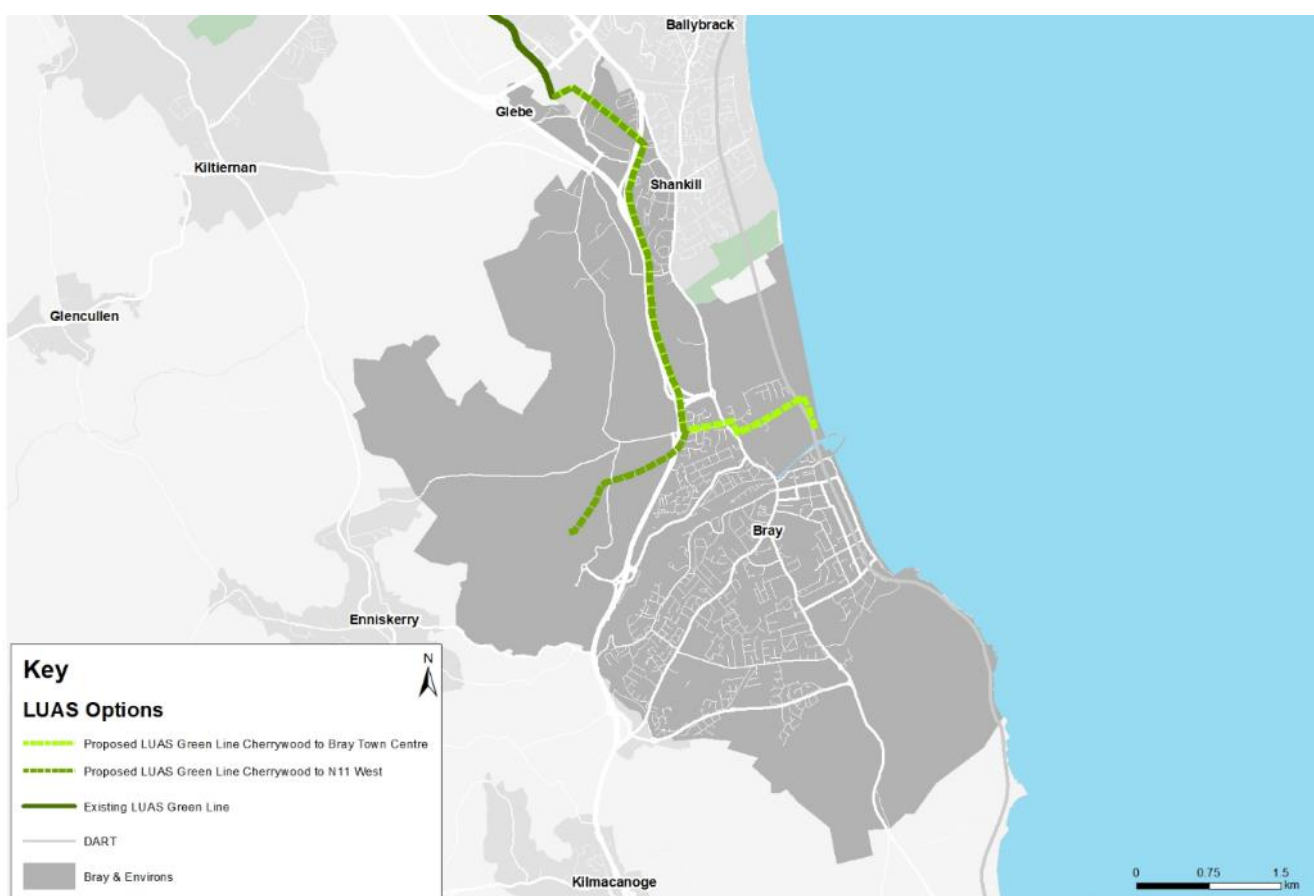 Ballybrack
Glebe
Kiltiernan
Shankill
Glencullen
Bray
Enniskerry
Key
N
LUAS Options
Proposed LUAS Green Line Cherrywood to Bray Town Centre
Proposed LUAS Green Line Cherrywood to N11 West
Existing LUAS Green Line
DART
Bray & Environs
Kilmacanoge
0 0.75 1.5
km